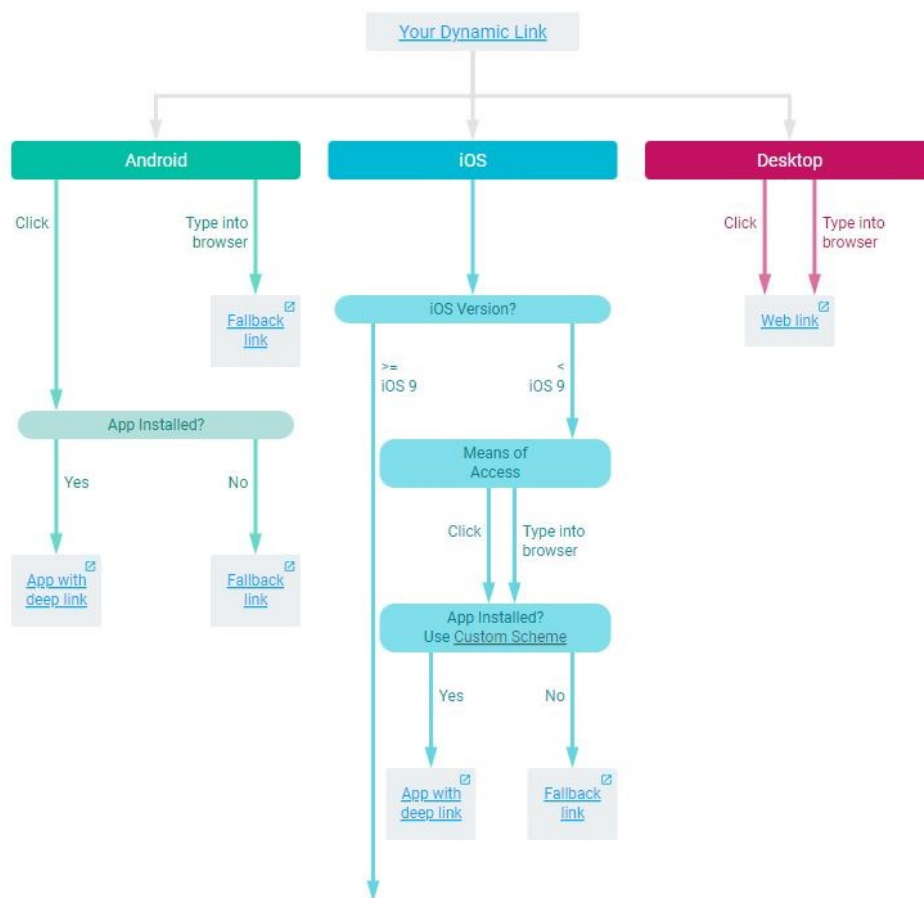 Your Dynamic Link
Android
iOS
Desktop
Click
Type into
browser
Click
Type into
browser
Fallback
link
iOS Version?
Web link
>=
iOS 9
<
iOS 9
App Installed?
Means of
Access
Yes
No
Click
Type into
browser
App with
deep link
Fallback
link
App Installed?
Use Custom Scheme
Yes
No
App with
deep link
Fallback
link